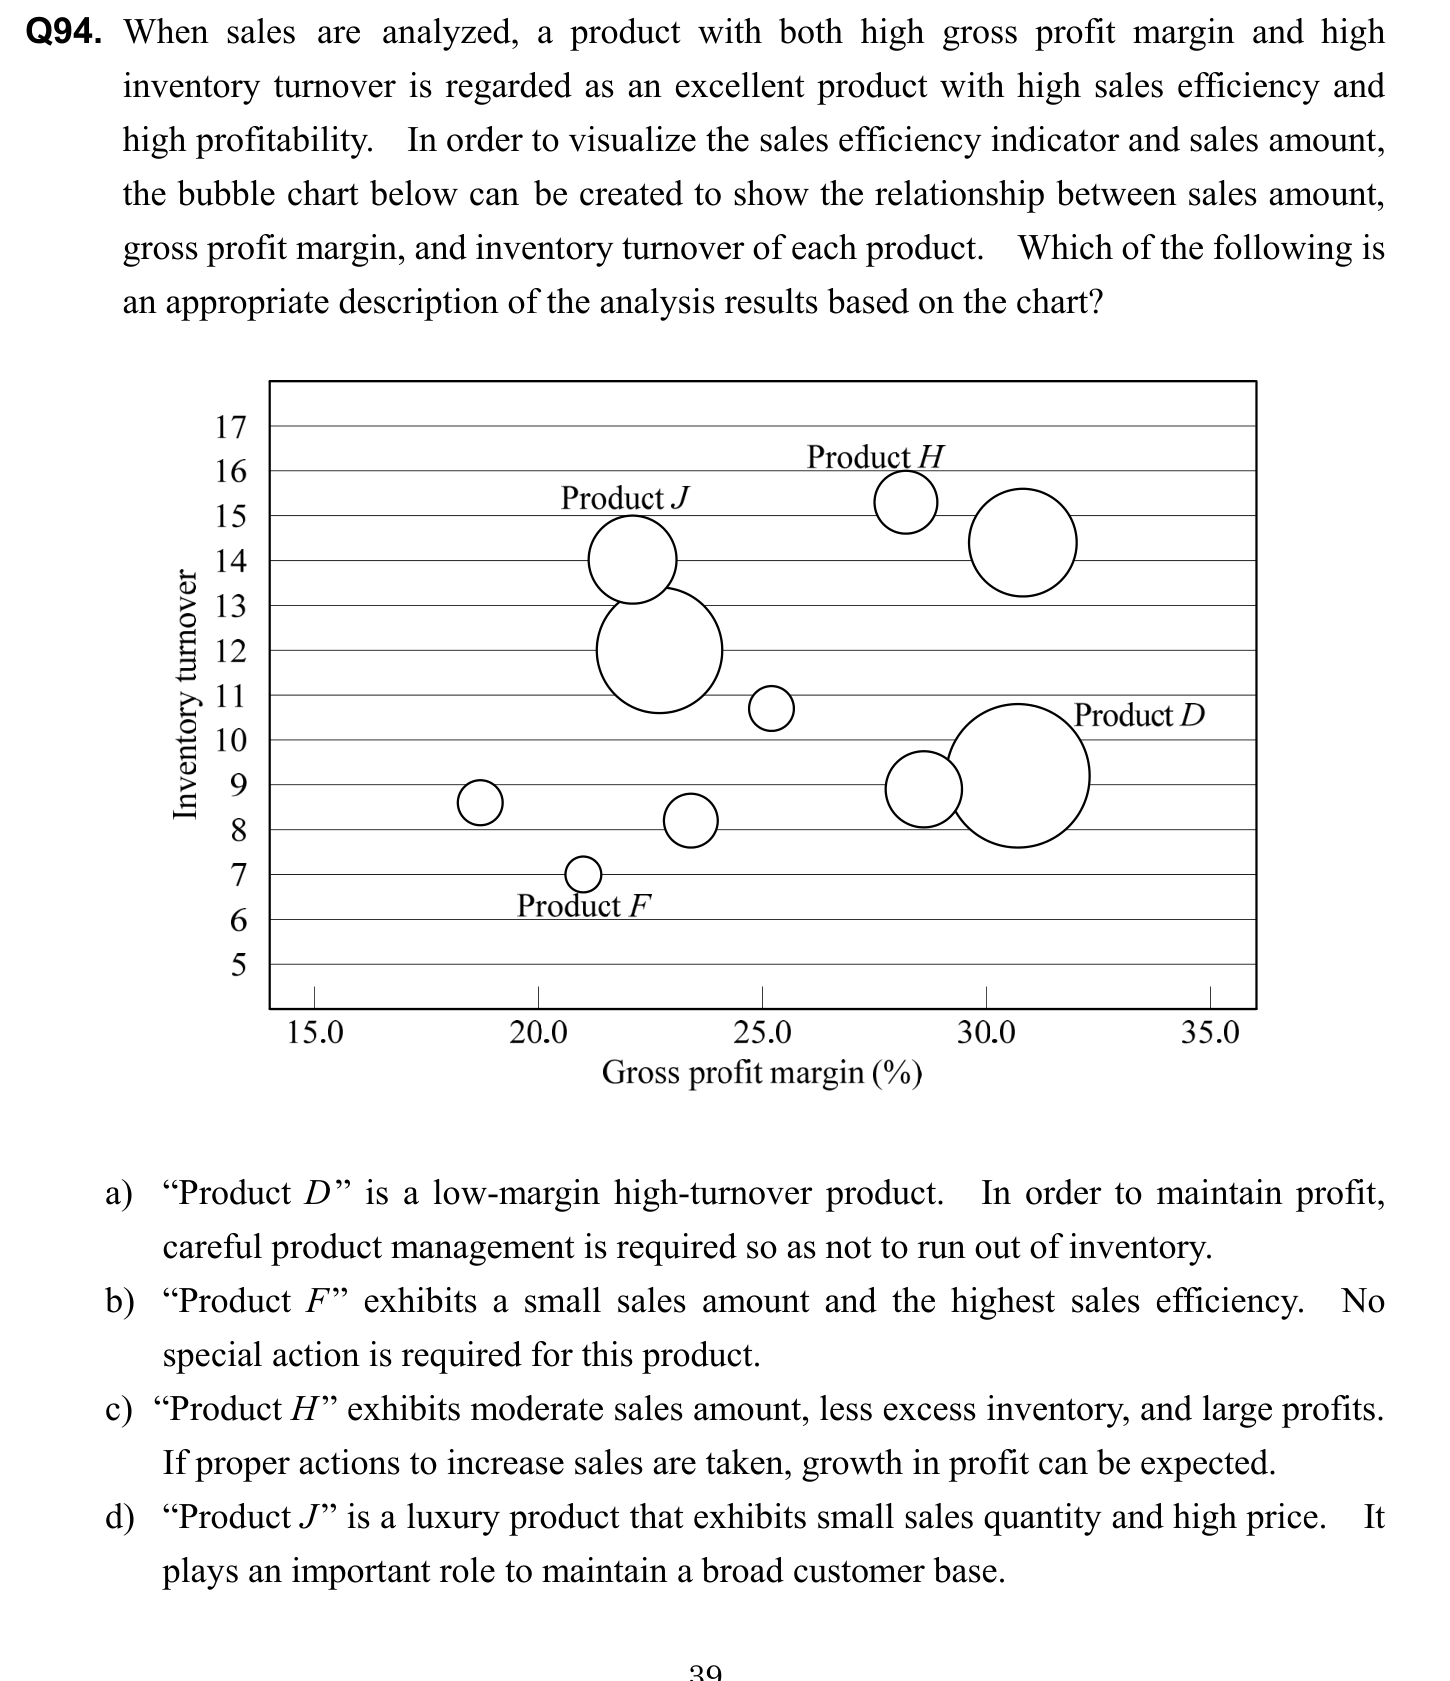 Q94. When sales are analyzed, a product with both high gross profit margin and high
inventory turnover is regarded as an excellent product with high sales efficiency and
high profitability. In order to visualize the sales efficiency indicator and sales amount,
the bubble chart below can be created to show the relationship between sales amount,
gross profit margin, and inventory turnover of each product. Which of the following is
an appropriate description of the analysis results based on the chart?
17
Product H
16
Product J
15
14
13
12
11
Product D
10
9
8
7
Product F
6
5
Inventory turnover
15.0 20.0 25.0 30.0 35.0
Gross profit margin (%)
a) “Product D” is a low-margin high-turnover product. In order to maintain profit,
careful product management is required so as not to run out of inventory.
b) “Product F” exhibits a small sales amount and the highest sales efficiency. No
special action is required for this product.
c) “Product H” exhibits moderate sales amount, less excess inventory, and large profits.
If proper actions to increase sales are taken, growth in profit can be expected.
d) “Product J” is a luxury product that exhibits small sales quantity and high price. It
plays an important role to maintain a broad customer base.
39